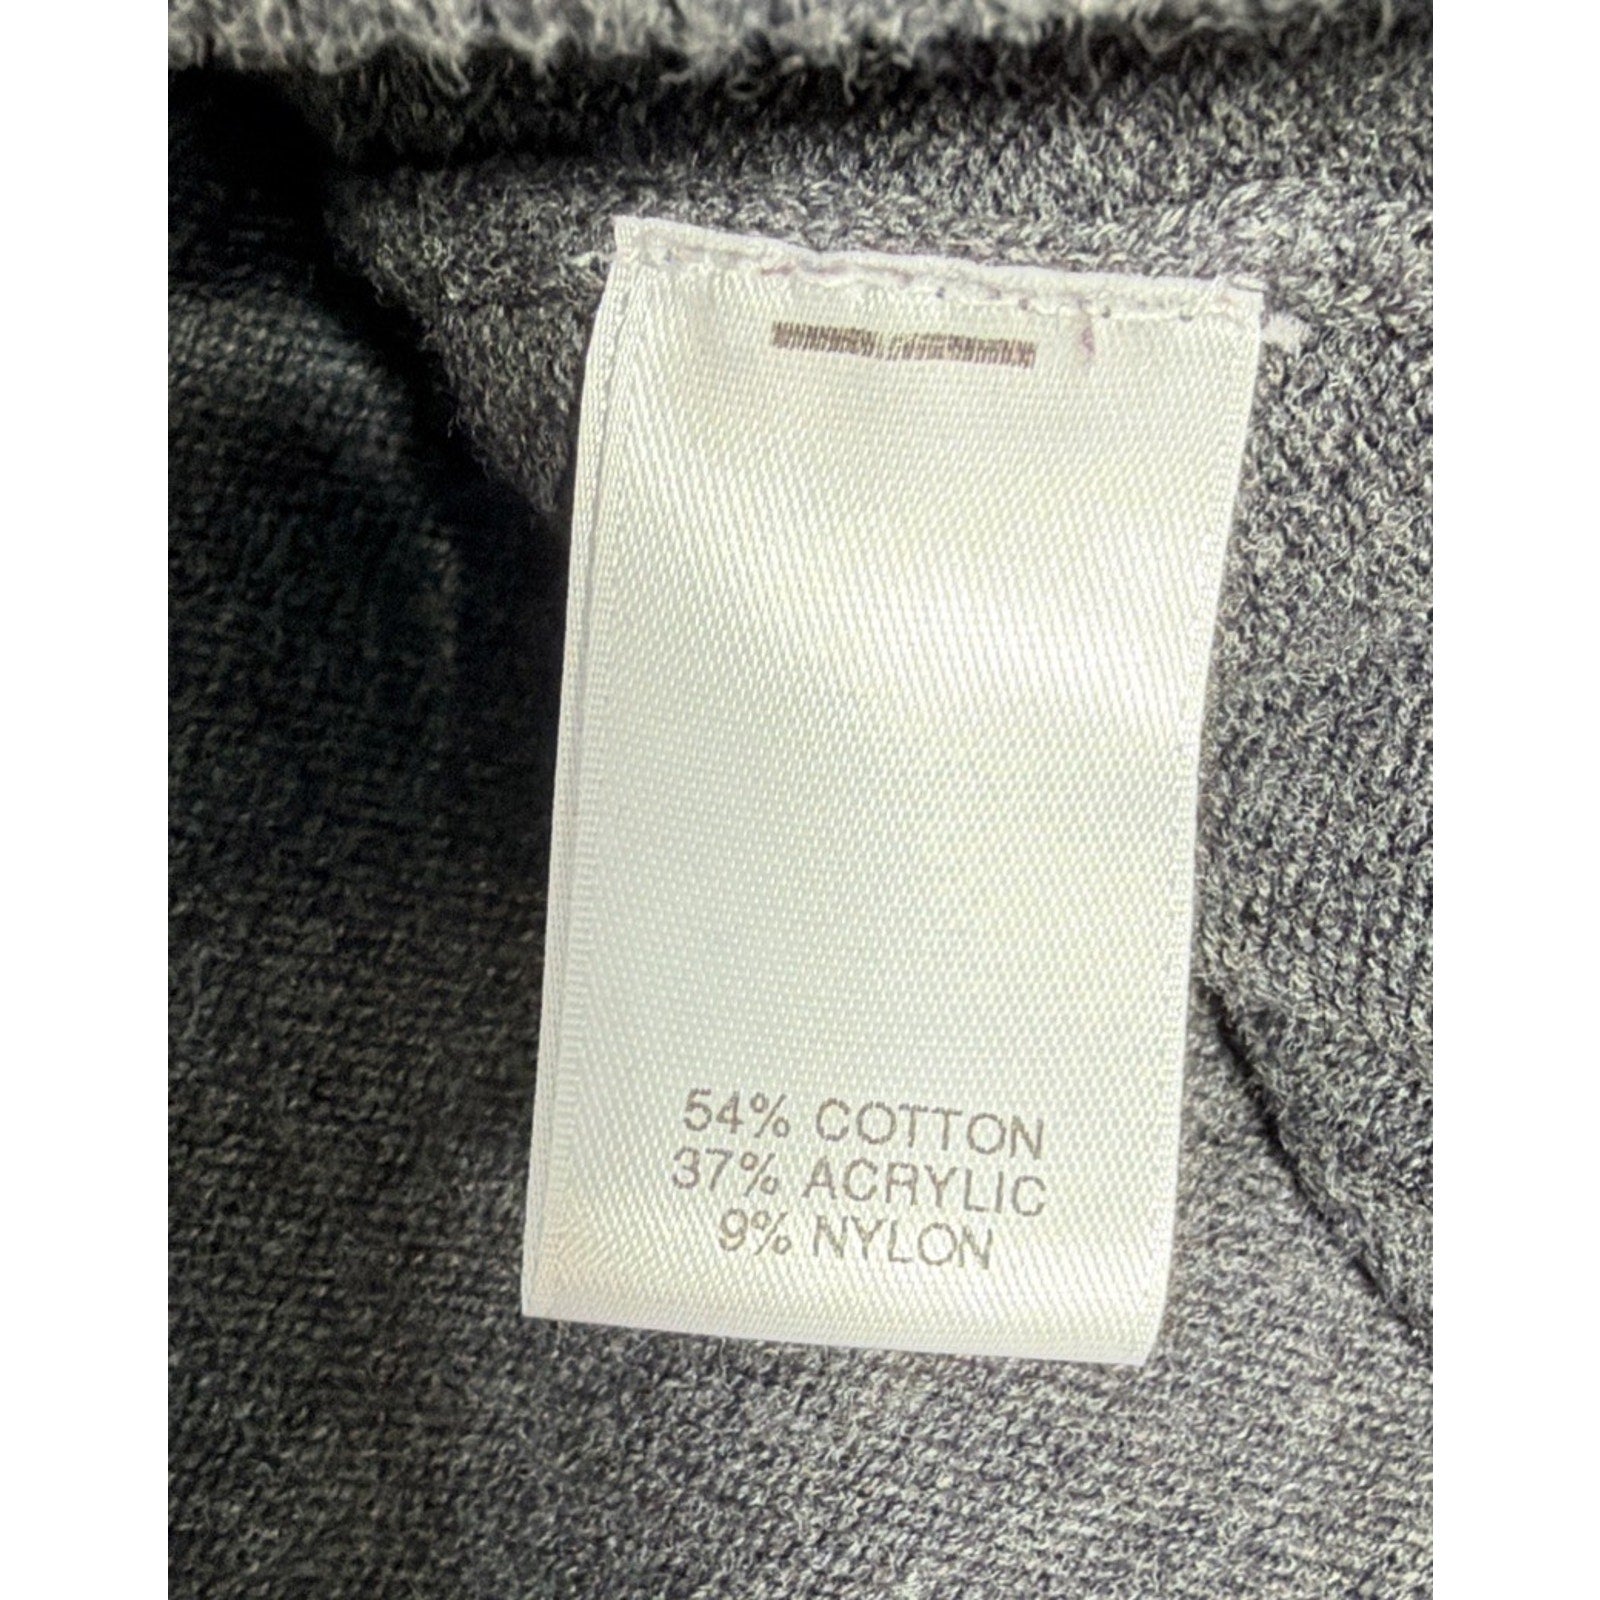 54% COTTON
37% ACRYLIC
9% NYLON